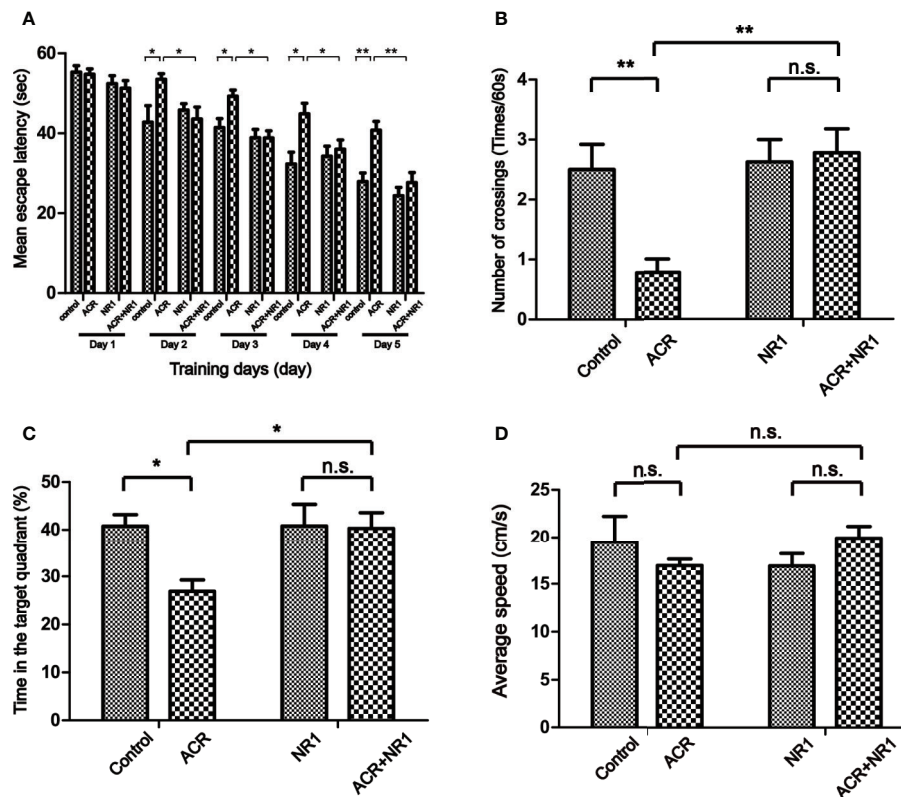 A
* * * * * * ** **
60
40
20
0
Mean escape latency (sec)
control ACR NR1 ACR+NR1 control ACR NR1 ACR+NR1 control ACR NR1 ACR+NR1 control ACR NR1 ACR+NR1 control ACR NR1 ACR+NR1
Day 1 Day 2 Day 3 Day 4 Day 5
Training days (day)
B
**
** n.s.
4
3
2
1
0
Number of crossings (Times/60s)
Control ACR NR1 ACR+NR1
C
*
* n.s.
50
40
30
20
10
0
Time in the target quadrant (%)
Control ACR NR1 ACR+NR1
D
n.s.
n.s. n.s.
25
20
15
10
5
0
Average speed (cm/s)
Control ACR NR1 ACR+NR1